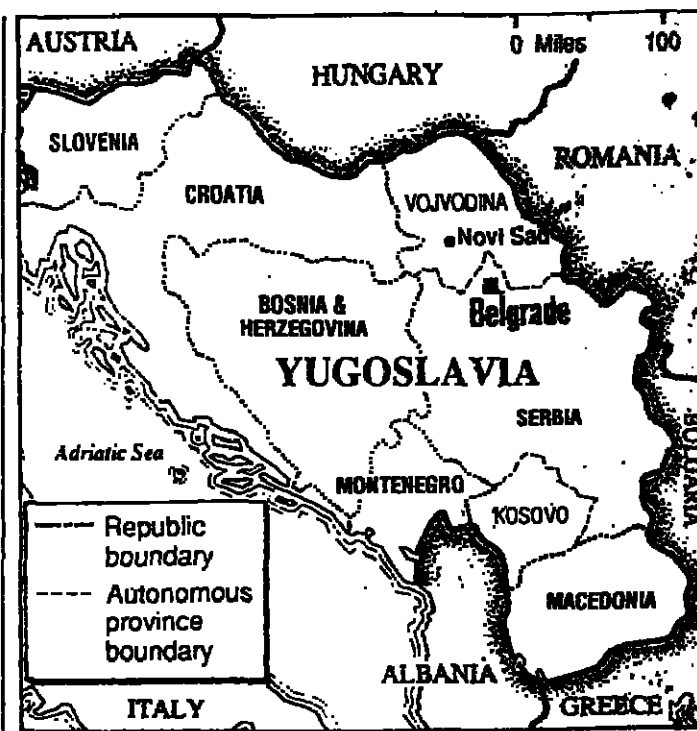 AUSTRIA
0 Miles 100
HUNGARY
SLOVENIA
ROMANIA
CROATIA
VOJVODINA
Novi Sad
BOSNIA &
HERZEGOVINA
Belgrade
YUGOSLAVIA
SERBIA
BULGARIA
Adriatic Sea
MONTENEGRO
KOSOVO
Republic
boundary
Autonomous
province
boundary
MACEDONIA
ALBANIA
ITALY
GREECE